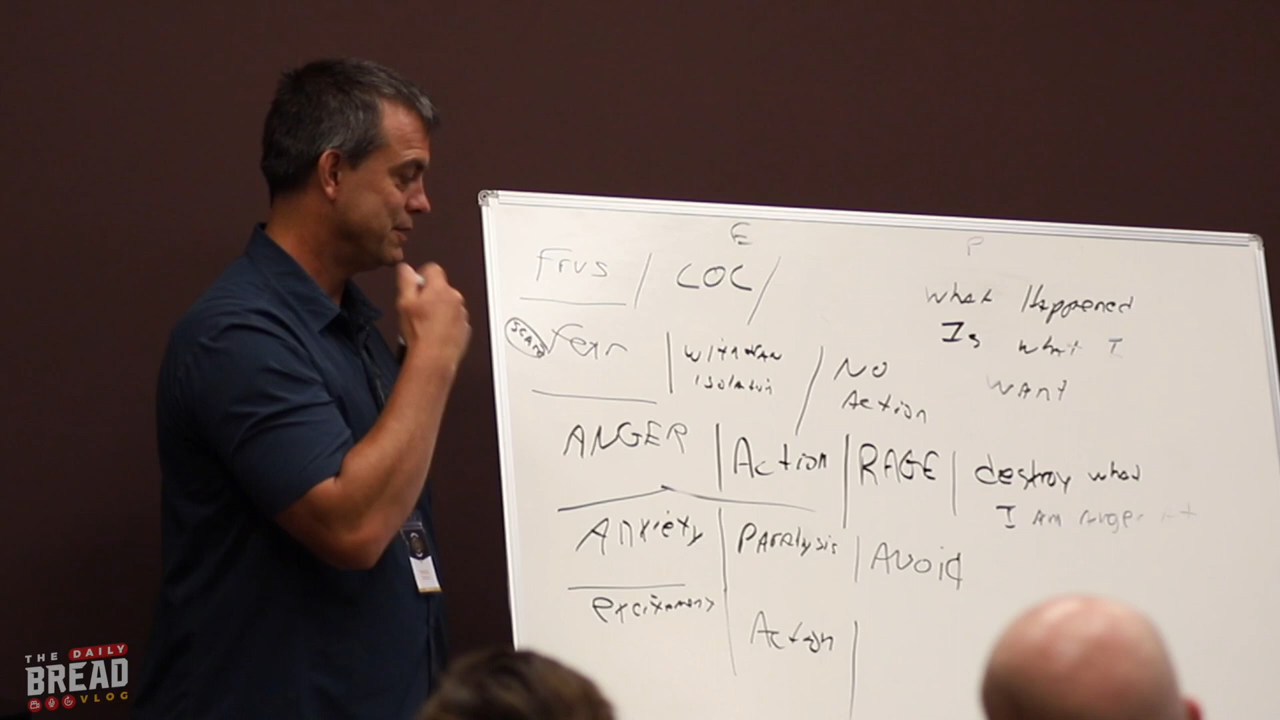 E
P
Frus / COC /
What Happened
Is what I
want
SCAN
Fear | withdraw / NO
isolation
Action
ANGER | Action | RAGE | destroy what
I Am
Anxiety | PARAlysis | AVOid
excitement
Action |
THE DAILY
BREAD
VLOG